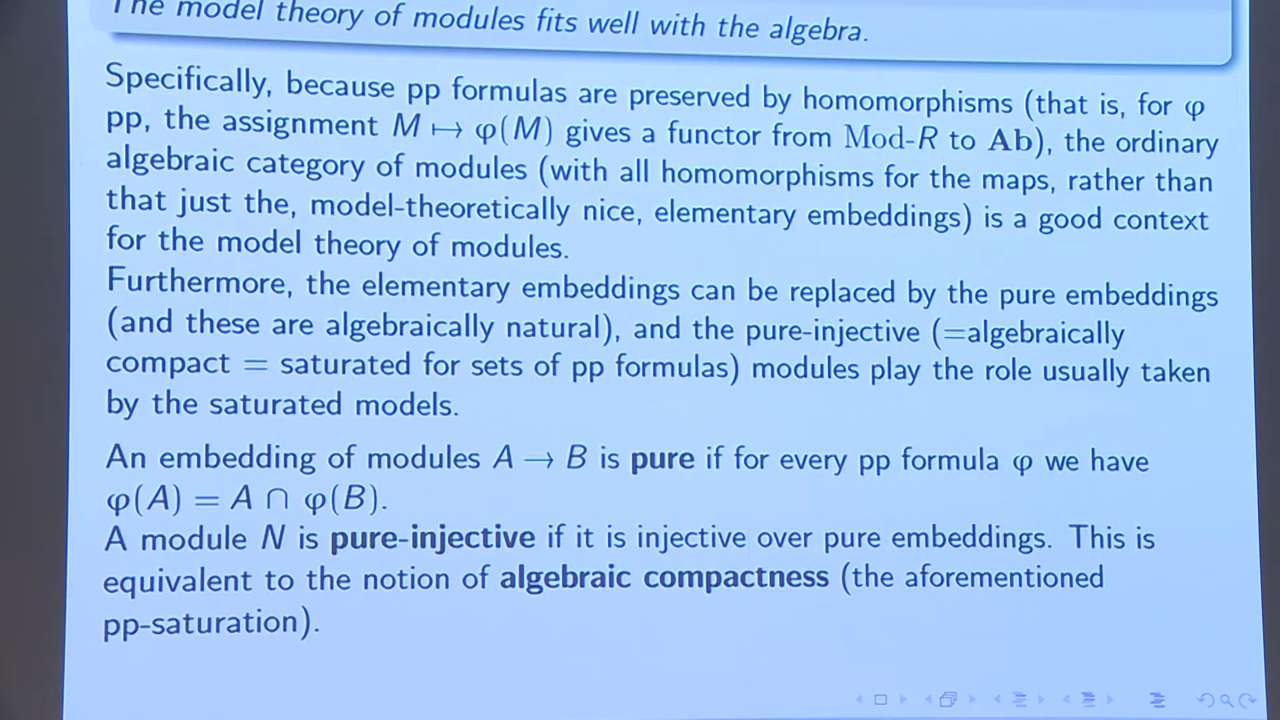 The model theory of modules fits well with the algebra.
Specifically, because pp formulas are preserved by homomorphisms (that is, for φ
pp, the assignment M ↦ φ(M) gives a functor from Mod-R to Ab), the ordinary
algebraic category of modules (with all homomorphisms for the maps, rather than
that just the, model-theoretically nice, elementary embeddings) is a good context
for the model theory of modules.
Furthermore, the elementary embeddings can be replaced by the pure embeddings
(and these are algebraically natural), and the pure-injective (=algebraically
compact = saturated for sets of pp formulas) modules play the role usually taken
by the saturated models.
An embedding of modules A → B is pure if for every pp formula φ we have
φ(A) = A ∩ φ(B).
A module N is pure-injective if it is injective over pure embeddings. This is
equivalent to the notion of algebraic compactness (the aforementioned
pp-saturation).